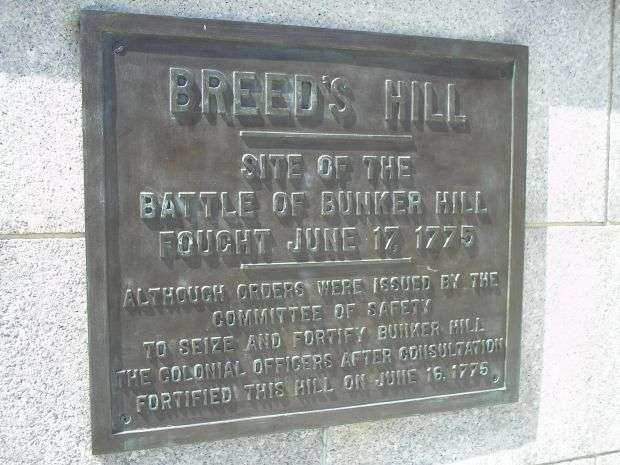 BREED'S HILL
SITE OF THE
BATTLE OF BUNKER HILL
FOUGHT JUNE 17, 1775
ALTHOUGH ORDERS WERE ISSUED BY THE
COMMITTEE OF SAFETY
TO SEIZE AND FORTIFY BUNKER HILL
THE COLONIAL OFFICERS AFTER CONSULTATION
FORTIFIED THIS HILL ON JUNE 16, 1775.